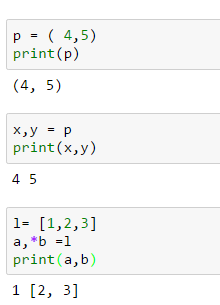 p = ( 4,5)
print(p)
(4, 5)
x,y = p
print(x,y)
4 5
l= [1,2,3]
a,*b =l
print(a,b)
1 [2, 3]